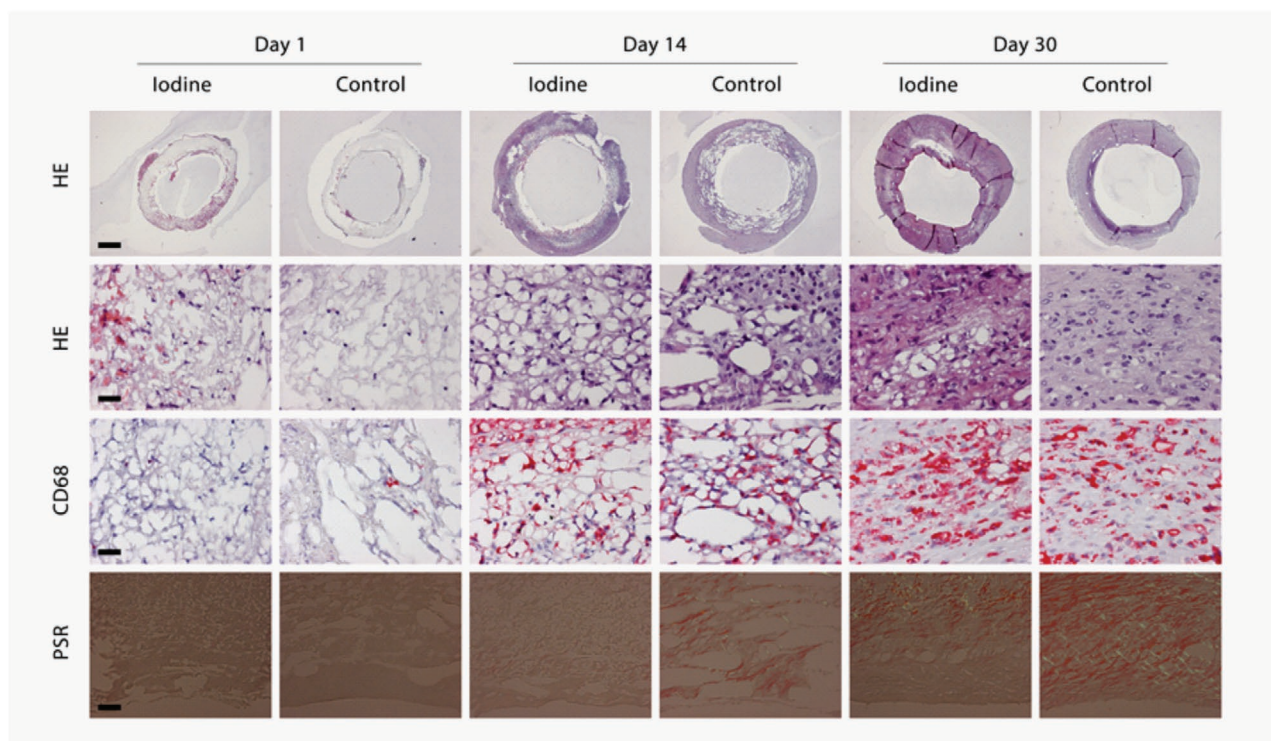 Day 1 Day 14 Day 30
Iodine Control Iodine Control Iodine Control
HE
HE
CD68
PSR